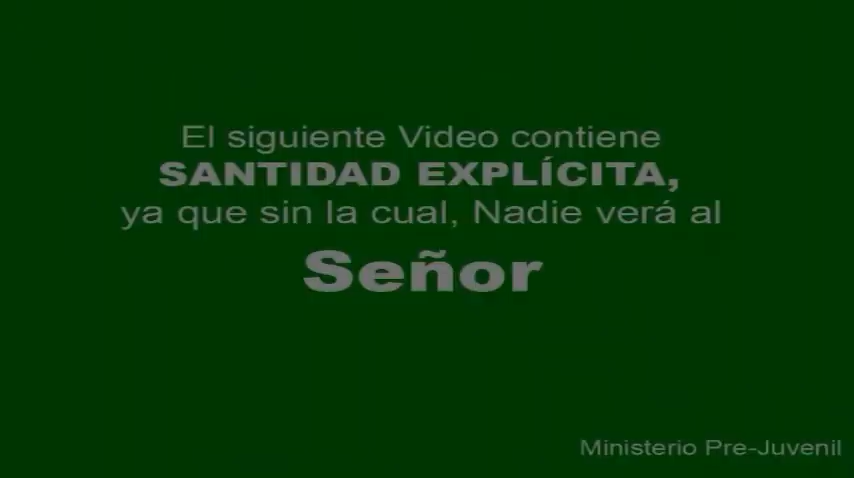 El siguiente Video contiene
SANTIDAD EXPLÍCITA,
ya que sin la cual, Nadie verá al
Señor
Ministerio Pre-Juvenil